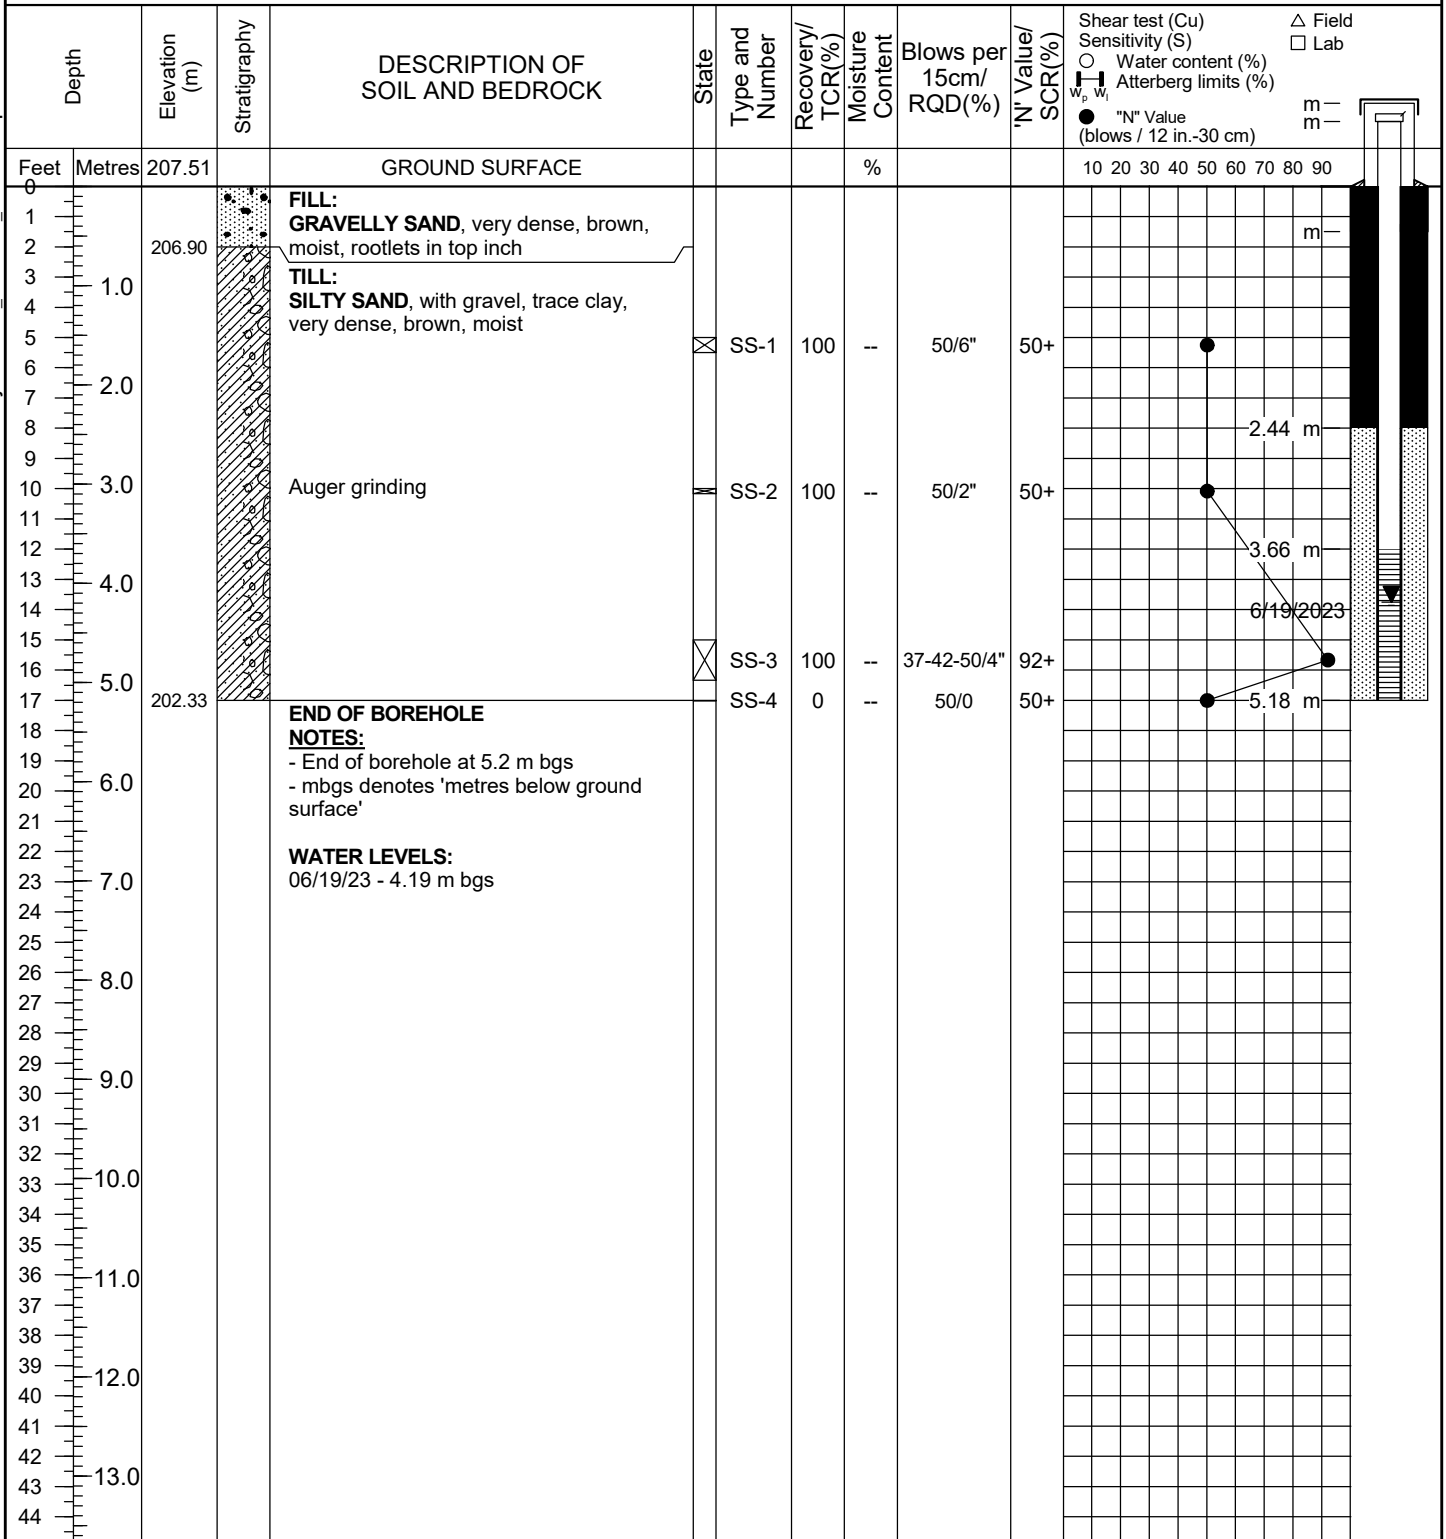 Depth
Elevation (m)
Stratigraphy
DESCRIPTION OF
SOIL AND BEDROCK
State
Type and
Number
Recovery/
TCR(%)
Moisture
Content
Blows per
15cm/
RQD(%)
'N' Value/
SCR(%)
Shear test (Cu)
Sensitivity (S)
△ Field
□ Lab
○ Water content (%)
Atterberg limits (%)
Wp Wl
● "N" Value
(blows / 12 in.-30 cm)
m
m
Feet Metres 207.51 GROUND SURFACE % 10 20 30 40 50 60 70 80 90
0
FILL:
GRAVELLY SAND, very dense, brown,
1
m
2 206.90 moist, rootlets in top inch
TILL:
3 1.0
SILTY SAND, with gravel, trace clay,
4
very dense, brown, moist
5 SS-1 100 -- 50/6" 50+
6
2.0
7
8 2.44 m
9
10 3.0 Auger grinding SS-2 100 -- 50/2" 50+
11
12 3.66 m
13 4.0
14 6/19/2023
15
16 SS-3 100 -- 37-42-50/4" 92+
5.0
17 202.33 SS-4 0 -- 50/0 50+ 5.18 m
END OF BOREHOLE
18
NOTES:
19 - End of borehole at 5.2 m bgs
20 6.0 - mbgs denotes 'metres below ground
surface'
21
22 WATER LEVELS:
23 7.0 06/19/23 - 4.19 m bgs
24
25
26
8.0
27
28
29
9.0
30
31
32
10.0
33
34
35
36 11.0
37
38
39
12.0
40
41
42
13.0
43
44